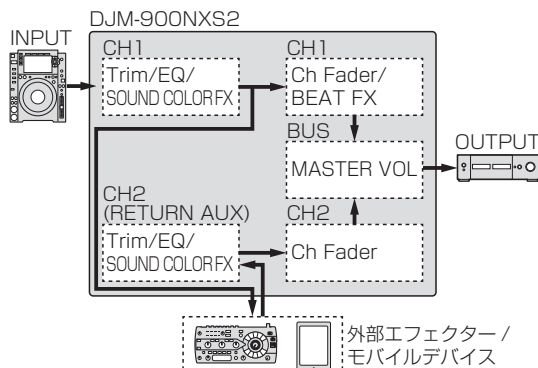 DJM-900NXS2
INPUT
CH1
Trim/EQ/
SOUND COLOR FX
CH1
Ch Fader/
BEAT FX
BUS
MASTER VOL
OUTPUT
CH2
(RETURN AUX)
Trim/EQ/
SOUND COLOR FX
CH2
Ch Fader
外部エフェクター /
モバイルデバイス